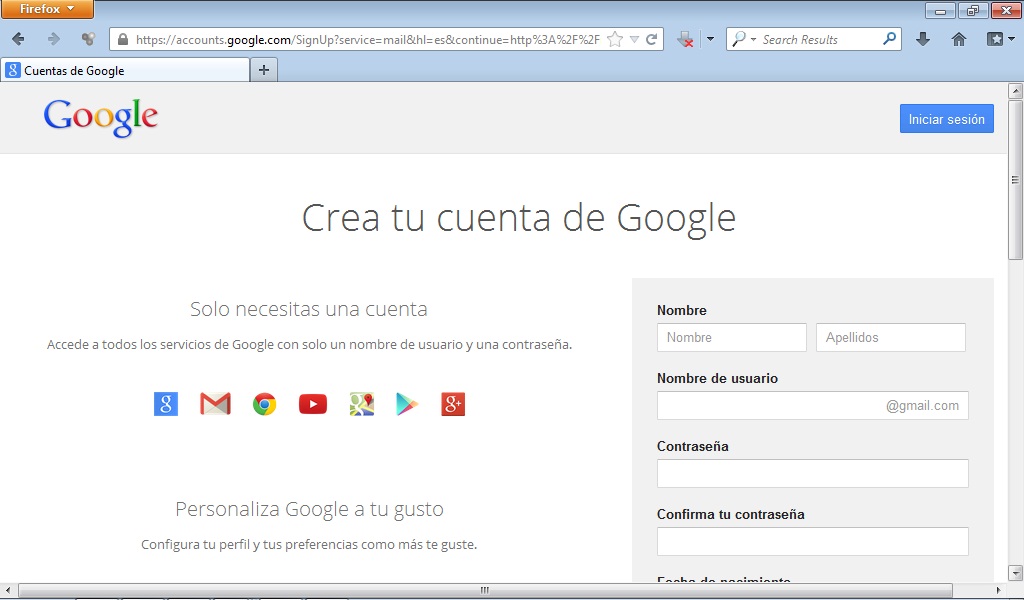 Firefox
https://accounts.google.com/SignUp?service=mail&hl=es&continue=http%3A%2F%2F
Search Results
Cuentas de Google
Google
Iniciar sesión
Crea tu cuenta de Google
Solo necesitas una cuenta
Accede a todos los servicios de Google con solo un nombre de usuario y una contraseña.
Personaliza Google a tu gusto
Configura tu perfil y tus preferencias como más te guste.
Nombre
Nombre
Apellidos
Nombre de usuario
@gmail.com
Contraseña
Confirma tu contraseña
Fecha de nacimiento